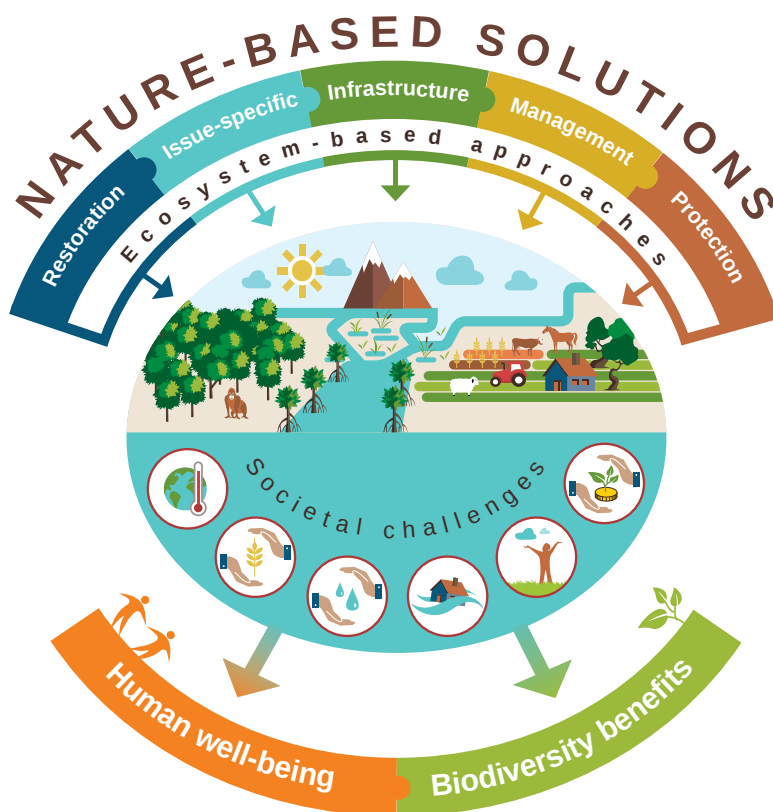 NATURE-BASED SOLUTIONS
Restoration
Issue-specific
Infrastructure
Management
Protection
Ecosystem-based approaches
Societal challenges
Human well-being
Biodiversity benefits